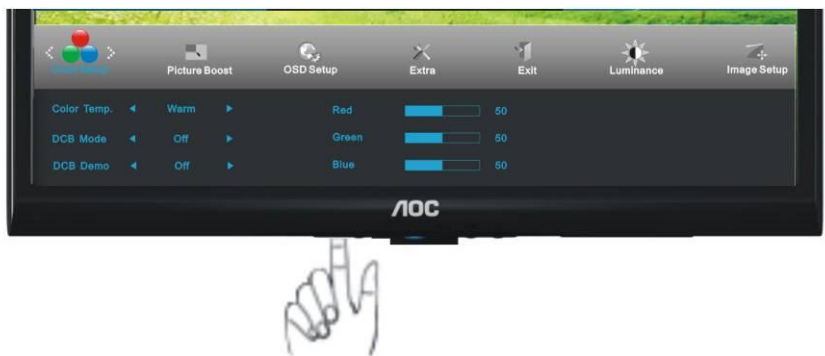 Picture Boost
OSD Setup
Extra
Exit
Luminance
Image Setup
Color Temp. Warm Red 50
DCB Mode Off Green 50
DCB Demo Off Blue 50
AOC